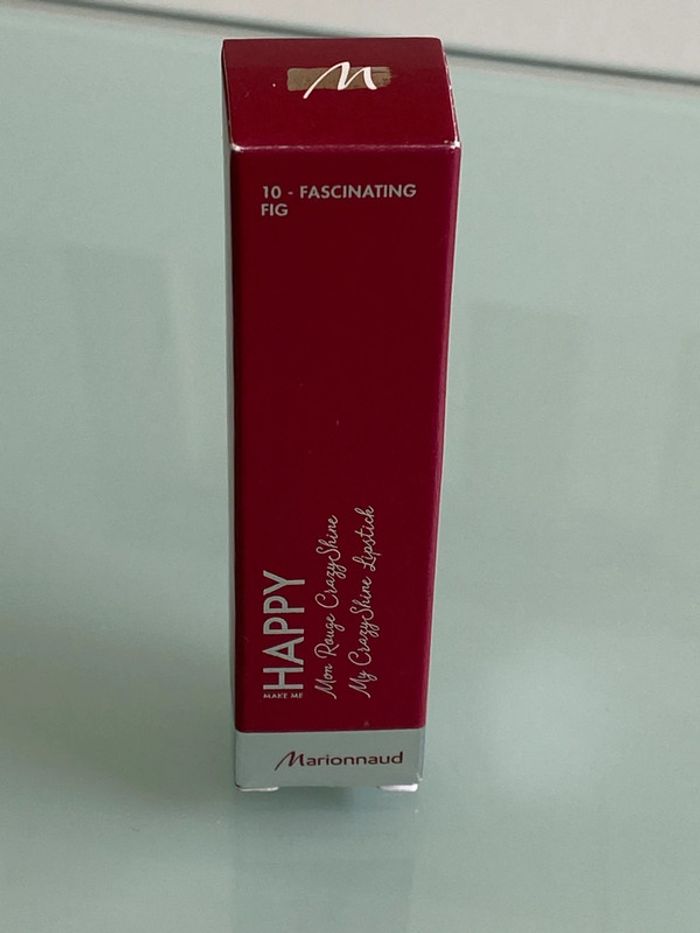 M
10 - FASCINATING
FIG
MAKE ME
HAPPY
Mon Rouge CrazyShine
My CrazyShine Lipstick
Marionnaud